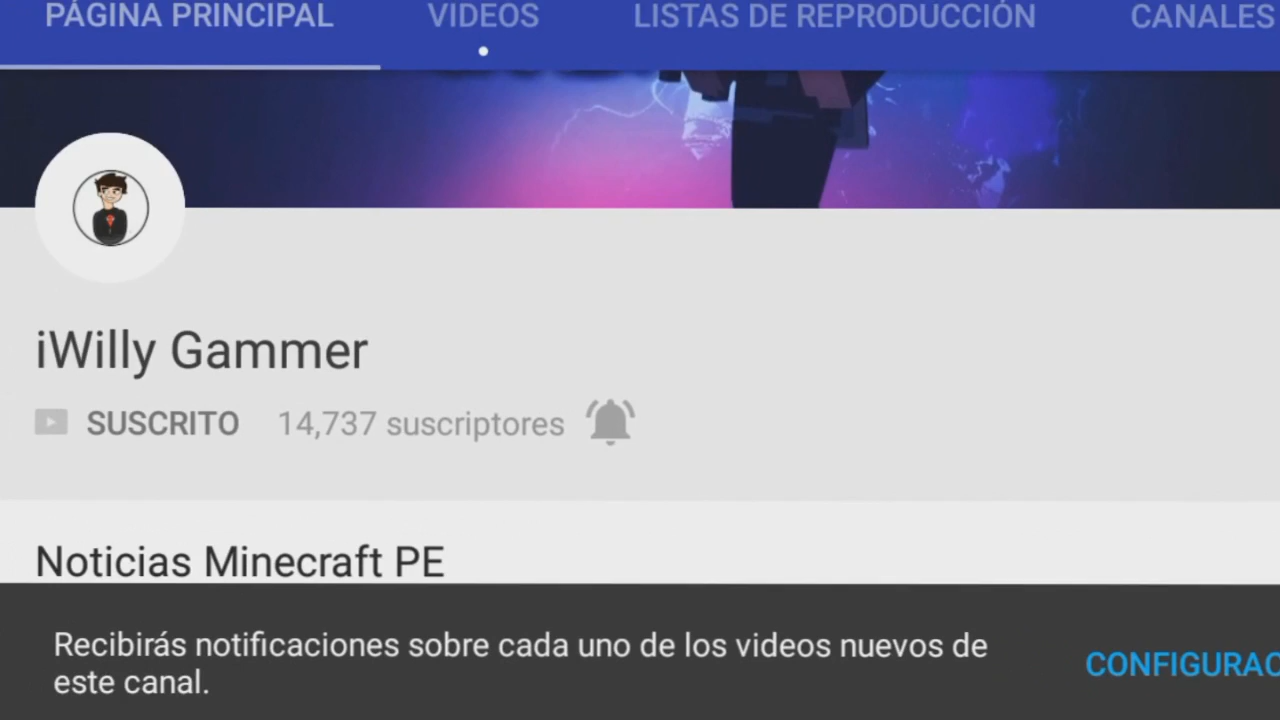 PÁGINA PRINCIPAL VIDEOS LISTAS DE REPRODUCCIÓN CANALES
iWilly Gammer
SUSCRITO 14,737 suscriptores
Noticias Minecraft PE
Recibirás notificaciones sobre cada uno de los videos nuevos de
este canal.
CONFIGURAC